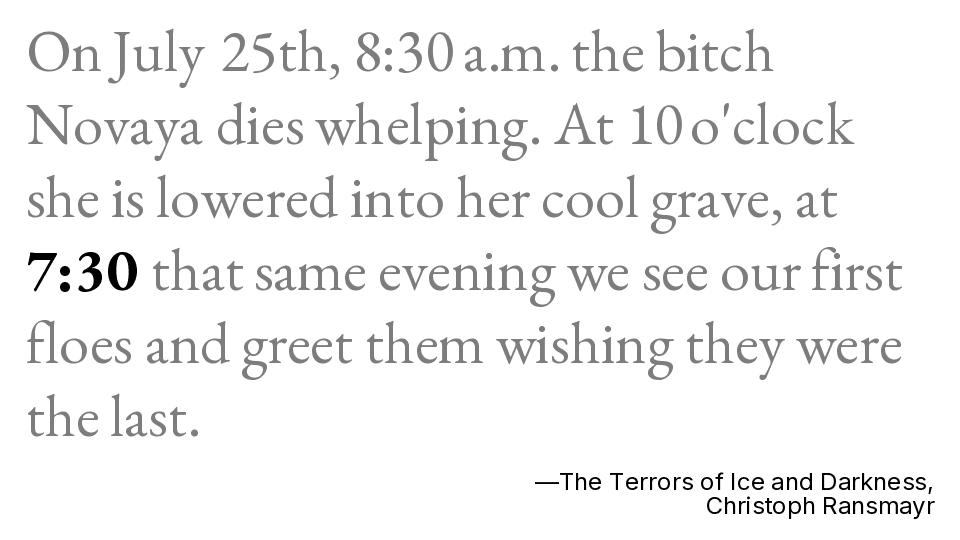 On July 25th, 8:30 a.m. the bitch
Novaya dies whelping. At 10 o'clock
she is lowered into her cool grave, at
7:30 that same evening we see our first
floes and greet them wishing they were
the last.
—The Terrors of Ice and Darkness,
Christoph Ransmayr